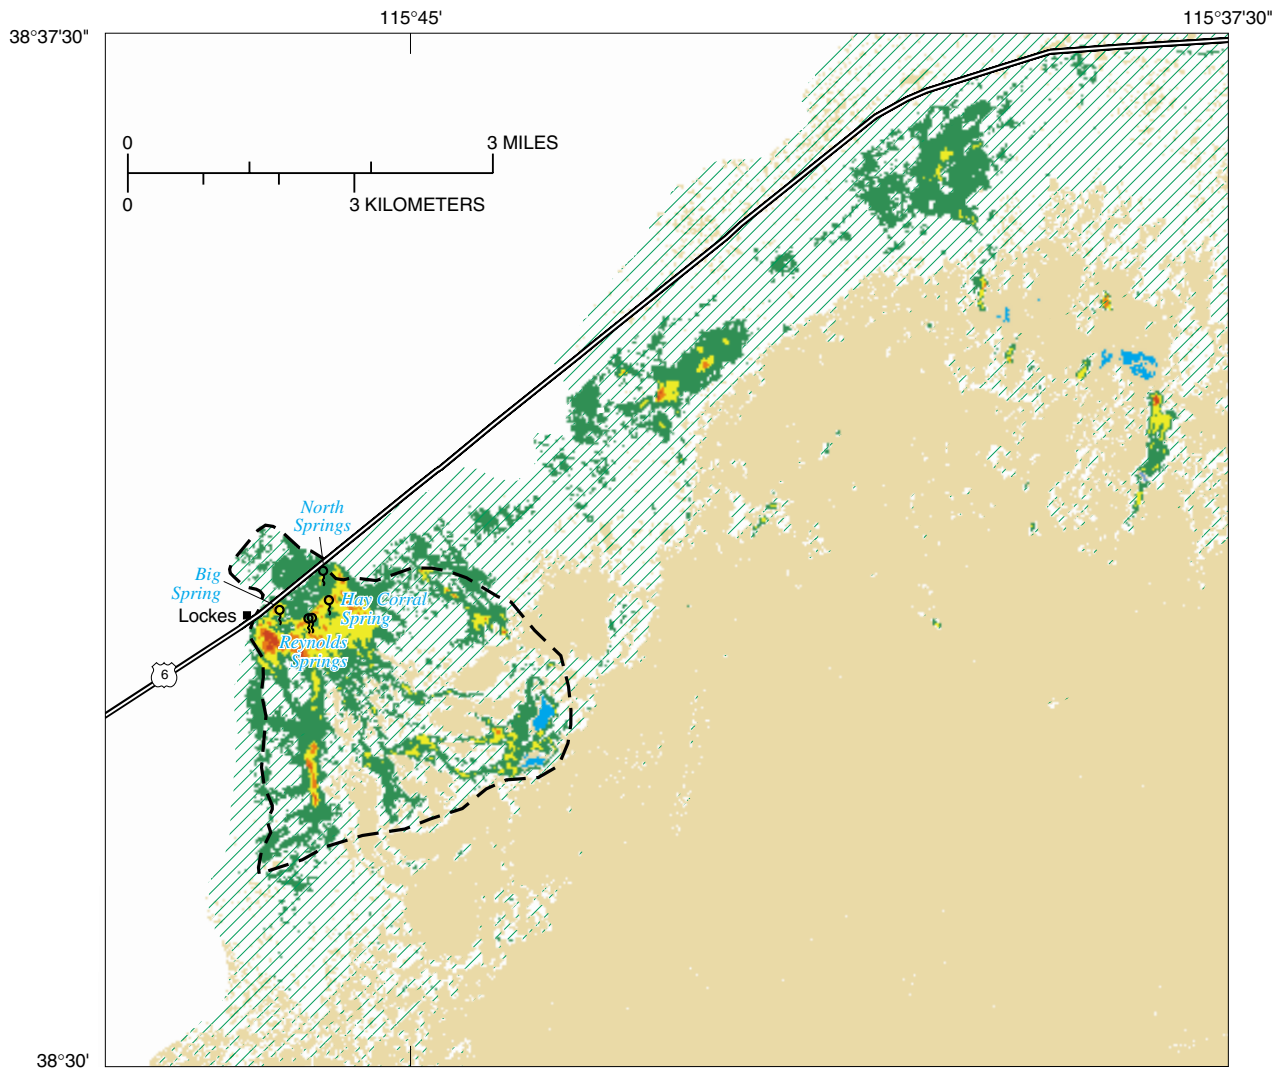 115°45'
115°37'30"
38°37'30"
0
3 MILES
0
3 KILOMETERS
North
Springs
Big
Spring
Hay Corral
Spring
Lockes
Reynolds
Springs
6
38°30'